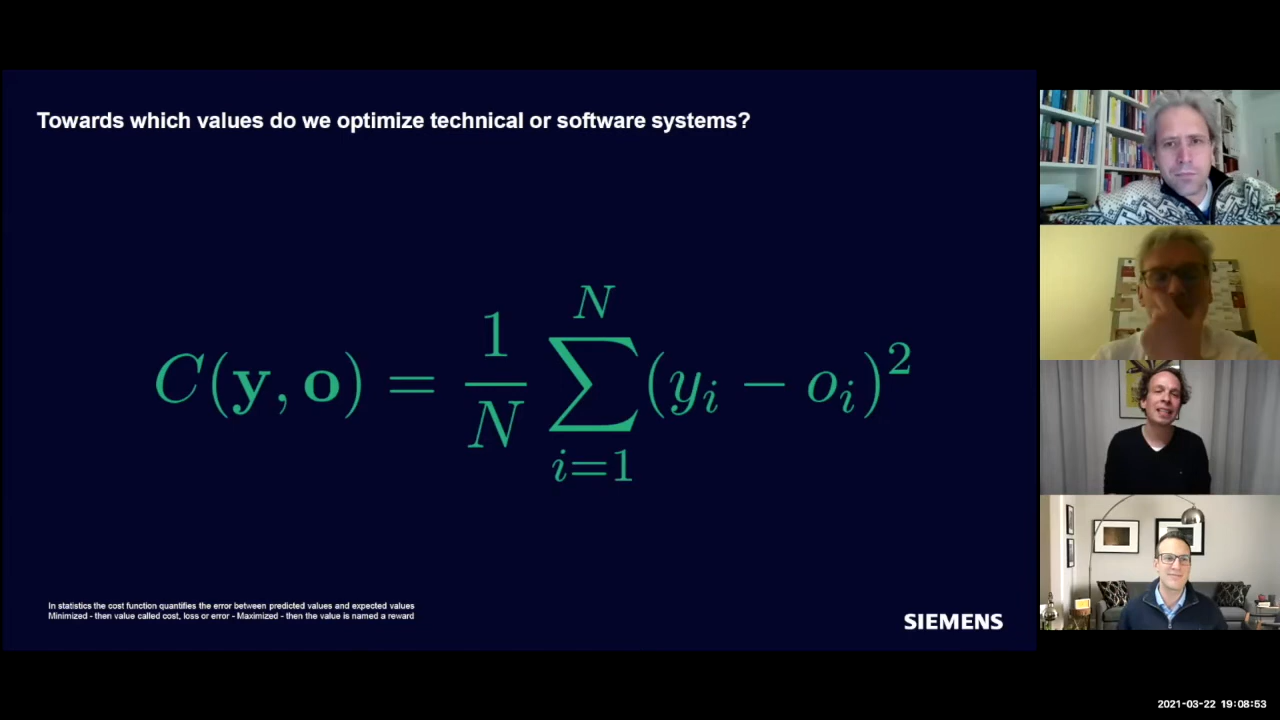 Towards which values do we optimize technical or software systems?
C(y, o) = \frac{1}{N} \sum_{i=1}^{N} (y_i - o_i)^2
In statistics the cost function quantifies the error between predicted values and expected values
Minimized - then value called cost, loss or error - Maximized - then the value is named a reward
SIEMENS
2021-03-22 19:08:53